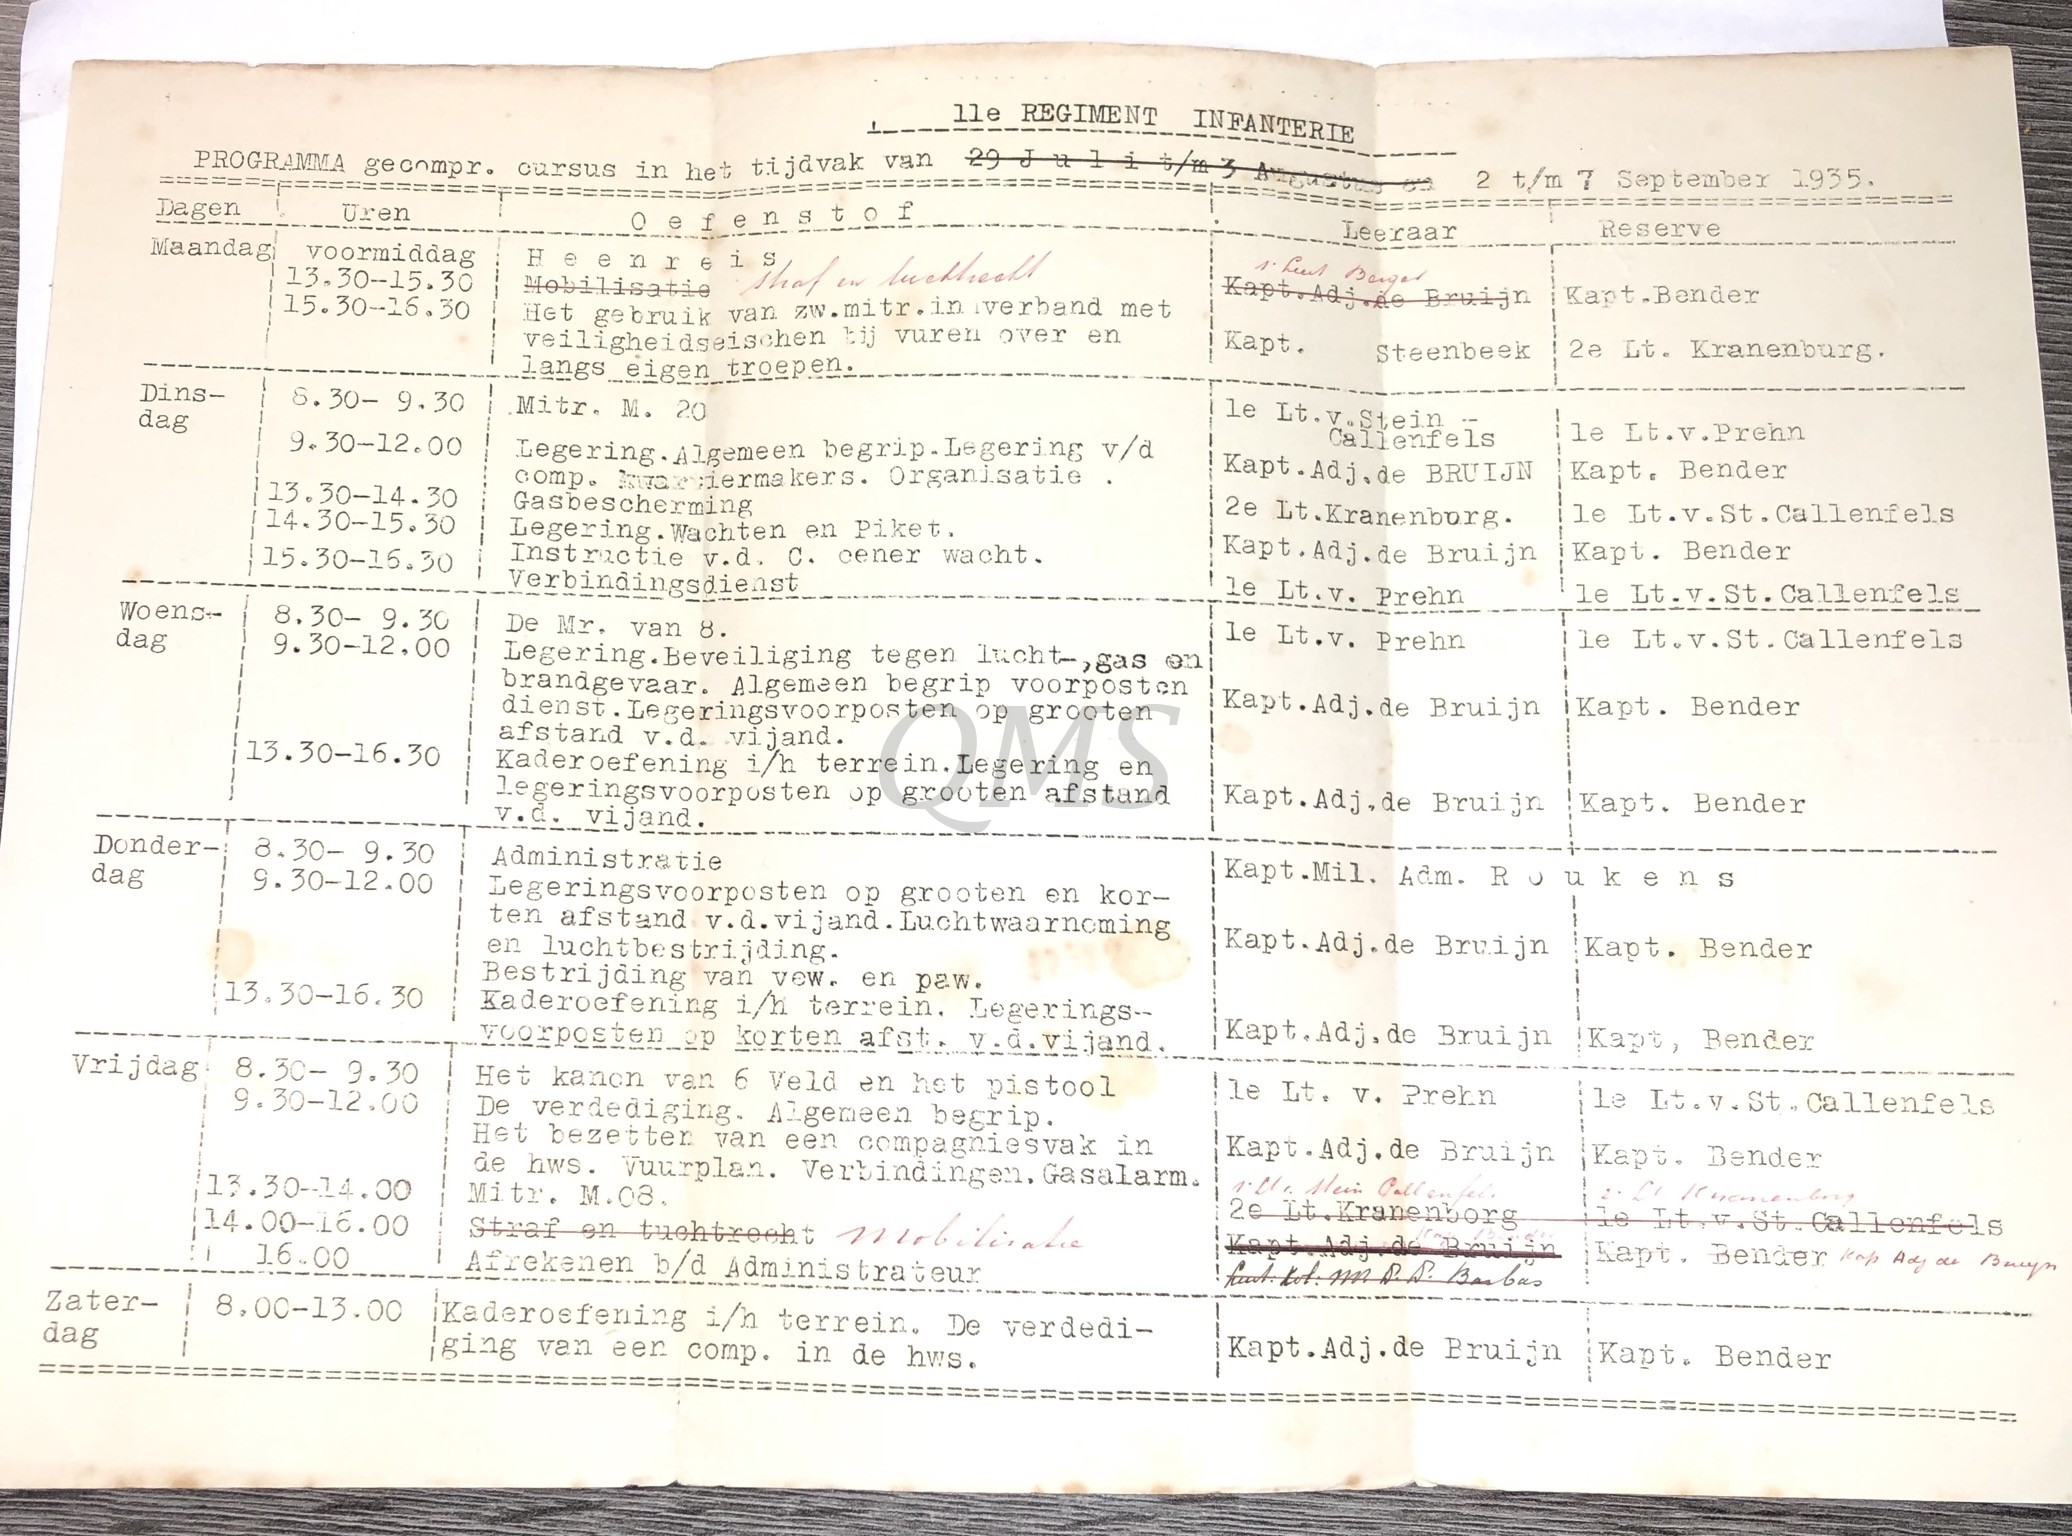 11e REGIMENT INFANTERIE
PROGRAMMA gecompr. cursus in het tijdvak van 29 Juli t/m 3 Augustus en 2 t/m 7 September 1935.
Dagen Uren Oefenstof Leeraar Reserve
Maandag voormiddag Heenreis
13.30-15.30 Mobilisatie straf en tuchtrecht Kapt.Adj.de Bruijn Kapt.Bender
15.30-16.30 Het gebruik van zw.mitr.in verband met
veiligheidseischen bij vuren over en Kapt. Steenbeek 2e Lt. Kranenburg.
langs eigen troepen.
Dins- 8.30- 9.30 Mitr. M. 20 1e Lt.v.Stein -
dag Callenfels 1e Lt.v.Prehn
9.30-12.00 Legering.Algemeen begrip.Legering v/d
comp. kwartiermakers. Organisatie . Kapt.Adj.de BRUIJN Kapt. Bender
13.30-14.30 Gasbescherming 2e Lt.Kranenborg. 1e Lt.v.St.Callenfels
14.30-15.30 Legering.Wachten en Piket.
Instructie v.d. C. eener wacht. Kapt.Adj.de Bruijn Kapt. Bender
15.30-16.30 Verbindingsdienst 1e Lt.v. Prehn 1e Lt.v.St.Callenfels
Woens- 8.30- 9.30 De Mr. van 8. 1e Lt.v. Prehn 1e Lt.v.St.Callenfels
dag 9.30-12.00 Legering.Beveiliging tegen lucht-,gas en
brandgevaar. Algemeen begrip voorposten
dienst.Legeringsvoorposten op grooten Kapt.Adj.de Bruijn Kapt. Bender
afstand v.d. vijand.
13.30-16.30 Kaderoefening i/h terrein.Legering en
legeringsvoorposten op grooten afstand Kapt.Adj.de Bruijn Kapt. Bender
v.d. vijand.
QMS
Donder- 8.30- 9.30 Administratie Kapt.Mil. Adm. Roukens
dag 9.30-12.00 Legeringsvoorposten op grooten en kor-
ten afstand v.d.vijand.Luchtwaarneming
en luchtbestrijding. Kapt.Adj.de Bruijn Kapt. Bender
Bestrijding van vew. en paw.
13.30-16.30 Kaderoefening i/h terrein. Legerings-
voorposten op korten afst. v.d.vijand. Kapt.Adj.de Bruijn Kapt, Bender
Vrijdag 8.30- 9.30 Het kanon van 6 Veld en het pistool 1e Lt. v. Prehn 1e Lt.v.St.Callenfels
9.30-12.00 De verdediging. Algemeen begrip.
Het bezetten van een compagniesvak in Kapt.Adj.de Bruijn Kapt. Bender
de hws. Vuurplan. Verbindingen.Gasalarm.
Stein Callenfels 2e Lt Kranenborg
13.30-14.00 Mitr. M.08. 2e Lt.Kranenborg 1e Lt.v.St.Callenfels
14.00-16.00 Straf en tuchtrecht Mobilisatie Kapt.Adj.de Bruijn Kapt. Bender Kap Adj de Bruijn
16.00 Afrekenen b/d Administrateur
Zater- 8.00-13.00 Kaderoefening i/h terrein. De verdedi-
dag ging van een comp. in de hws. Kapt.Adj.de Bruijn Kapt. Bender